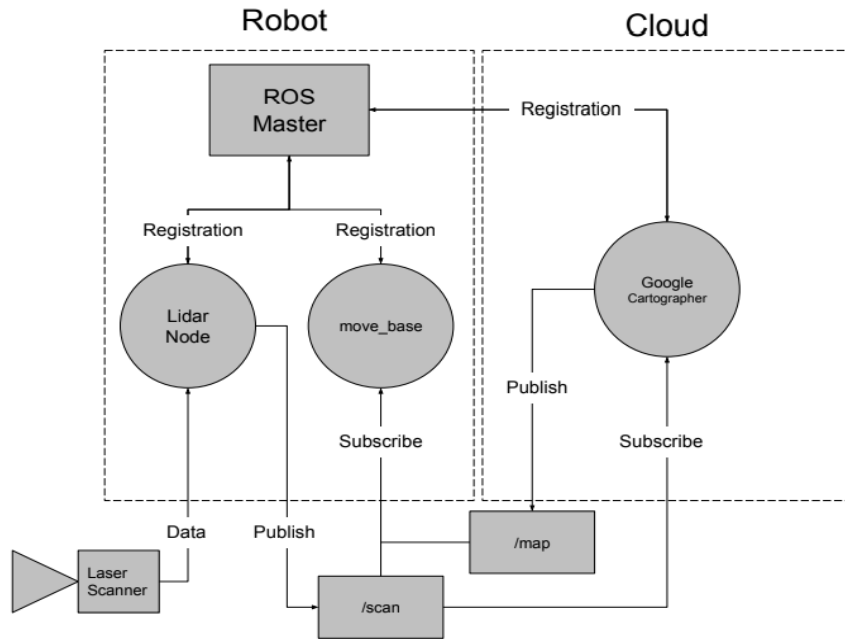 Robot
Cloud
ROS
Master
Registration
Registration
Registration
Lidar
Node
move_base
Google
Cartographer
Publish
Subscribe
Subscribe
Data
Publish
/map
Laser
Scanner
/scan